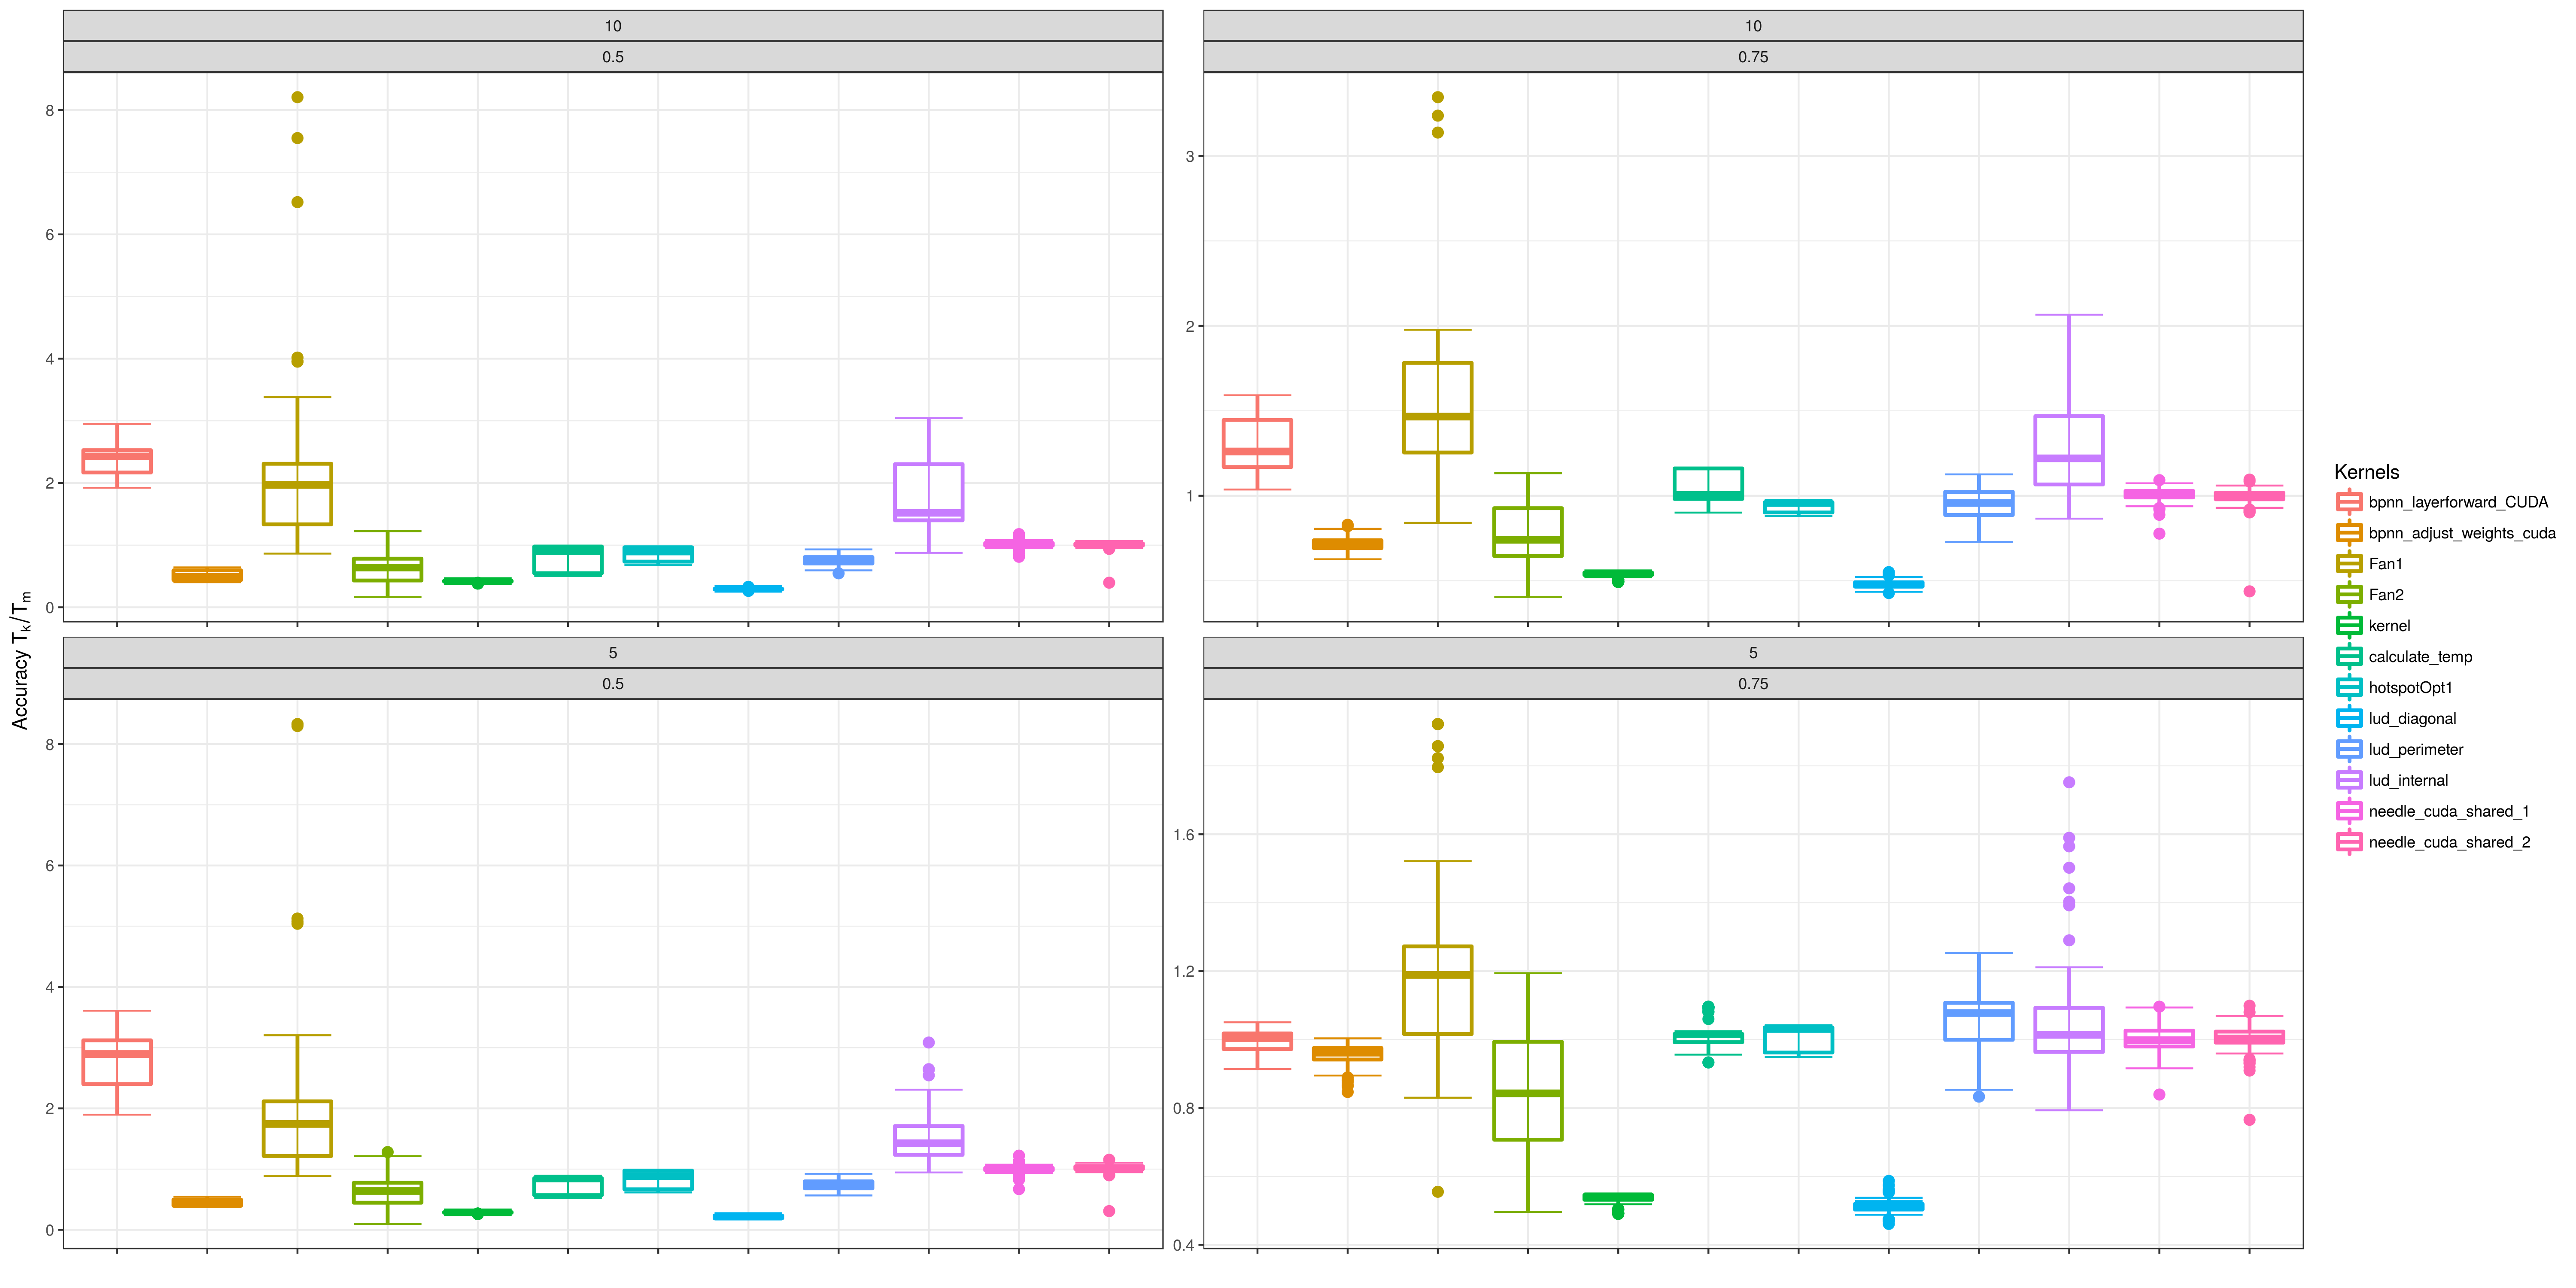 10
0.5
8
6
4
2
0
10
0.75
3
2
1
5
0.5
8
6
4
2
0
5
0.75
1.6
1.2
0.8
0.4
Accuracy Tk/Tm
Kernels
bpnn_layerforward_CUDA
bpnn_adjust_weights_cuda
Fan1
Fan2
kernel
calculate_temp
hotspotOpt1
lud_diagonal
lud_perimeter
lud_internal
needle_cuda_shared_1
needle_cuda_shared_2